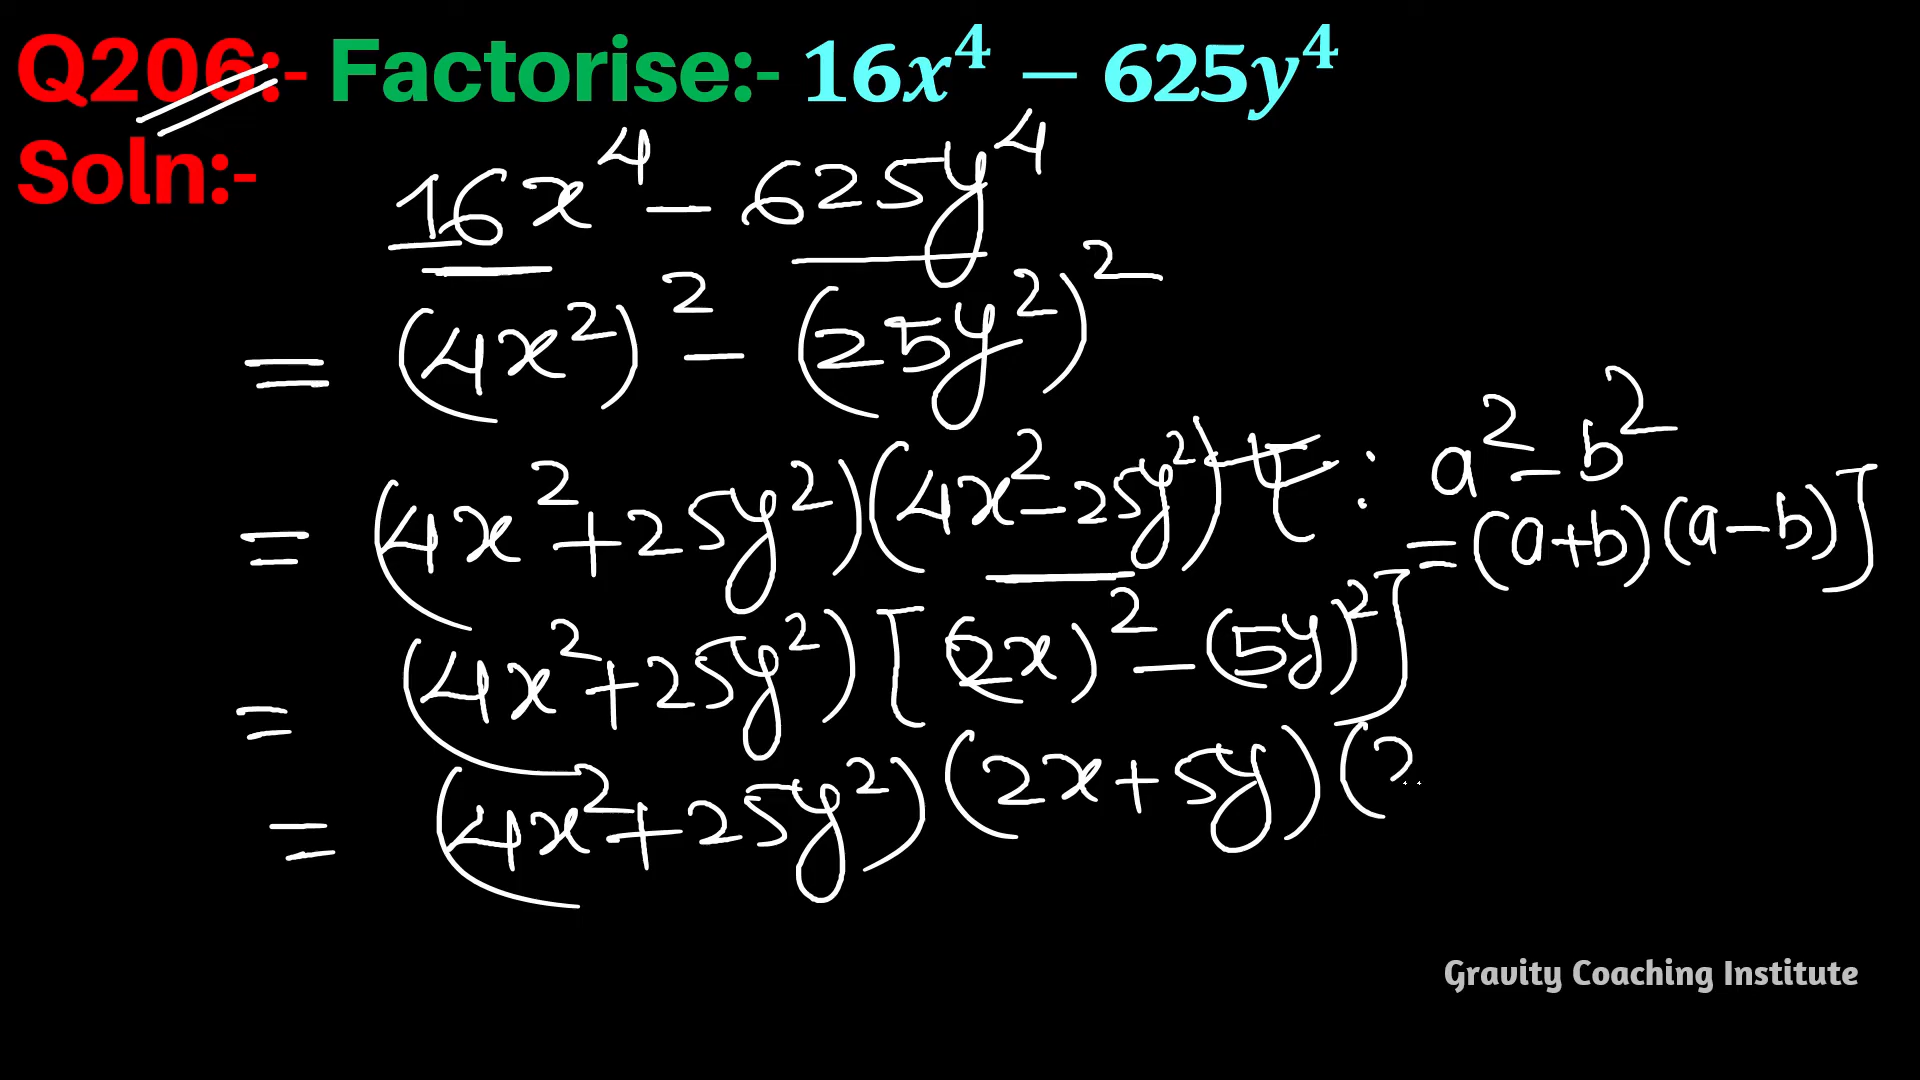 Q206:- Factorise:- 16x⁴ − 625y⁴
Soln:-
16x⁴ − 625y⁴
= (4x²)² − (25y²)²
= (4x²+25y²)(4x²−25y²) [∵ a²−b²
=(a+b)(a−b)]
= (4x²+25y²)[(2x)²−(5y)²]
= (4x²+25y²)(2x+5y)(2
Gravity Coaching Institute